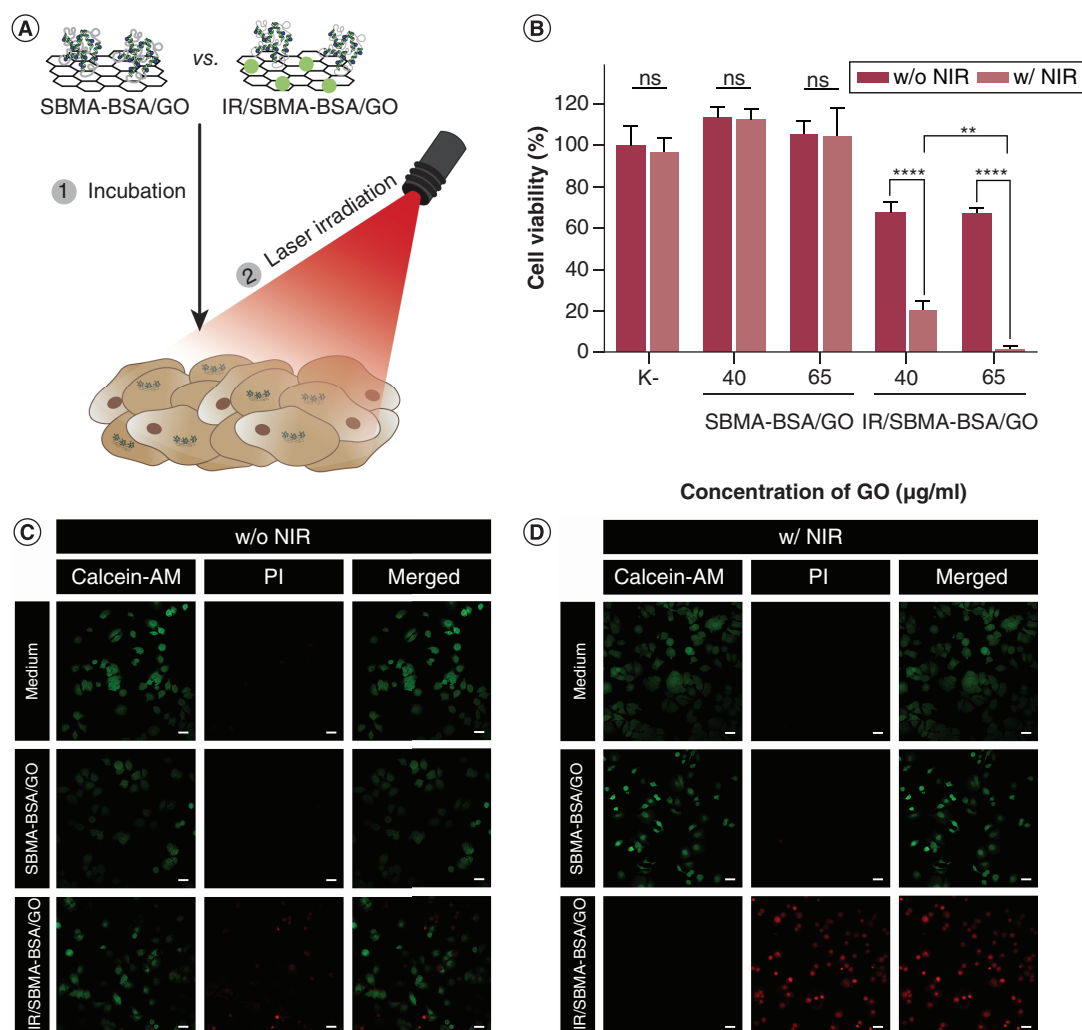 A
vs.
SBMA-BSA/GO
IR/SBMA-BSA/GO
1 Incubation
2 Laser irradiation
B
w/o NIR
w/ NIR
ns
ns
ns
**
****
****
Cell viability (%)
120
100
80
60
40
20
0
K-
40
65
40
65
SBMA-BSA/GO
IR/SBMA-BSA/GO
Concentration of GO (µg/ml)
C
w/o NIR
Calcein-AM
PI
Merged
Medium
SBMA-BSA/GO
IR/SBMA-BSA/GO
D
w/ NIR
Calcein-AM
PI
Merged
Medium
SBMA-BSA/GO
IR/SBMA-BSA/GO